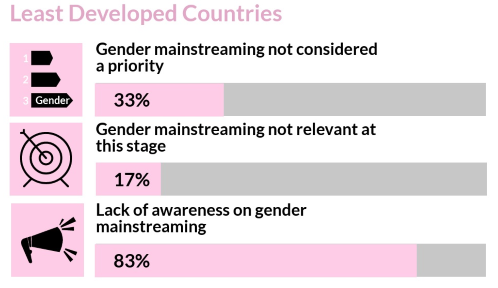 Least Developed Countries
Gender mainstreaming not considered
a priority
1
2
3 Gender
33%
Gender mainstreaming not relevant at
this stage
17%
Lack of awareness on gender
mainstreaming
83%